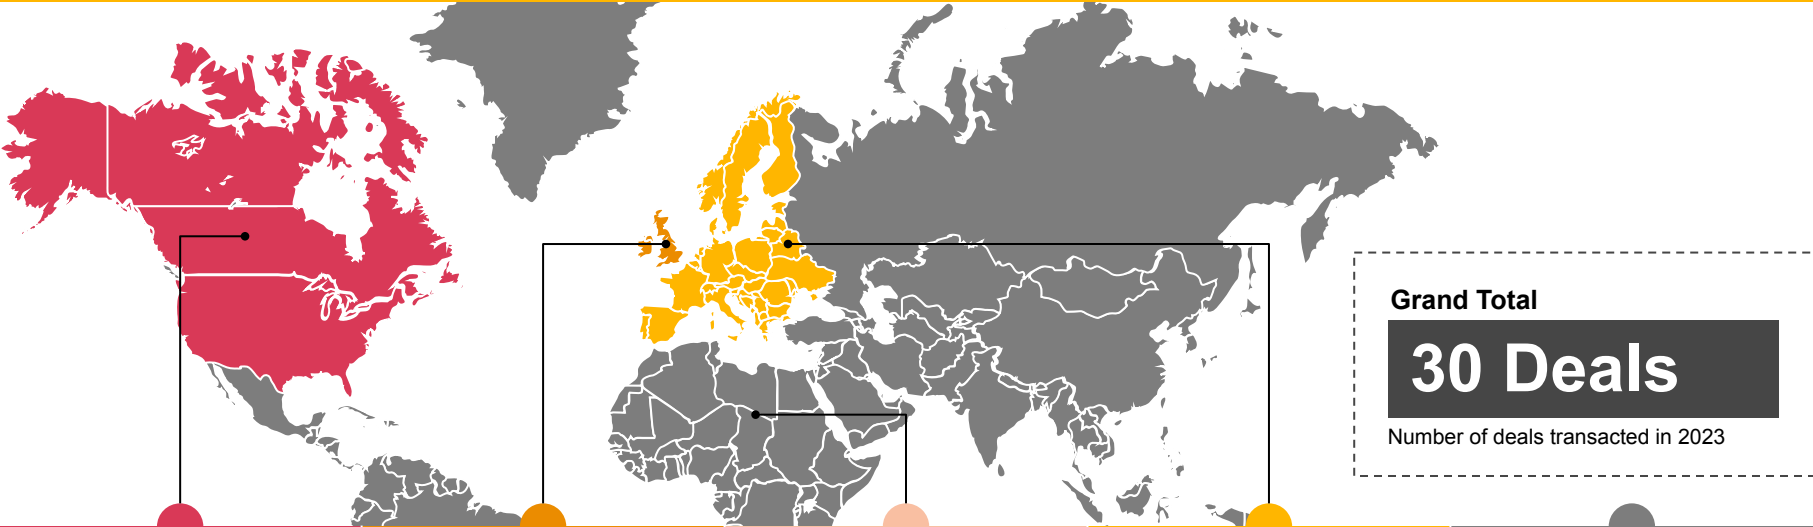 Grand Total
30 Deals
Number of deals transacted in 2023